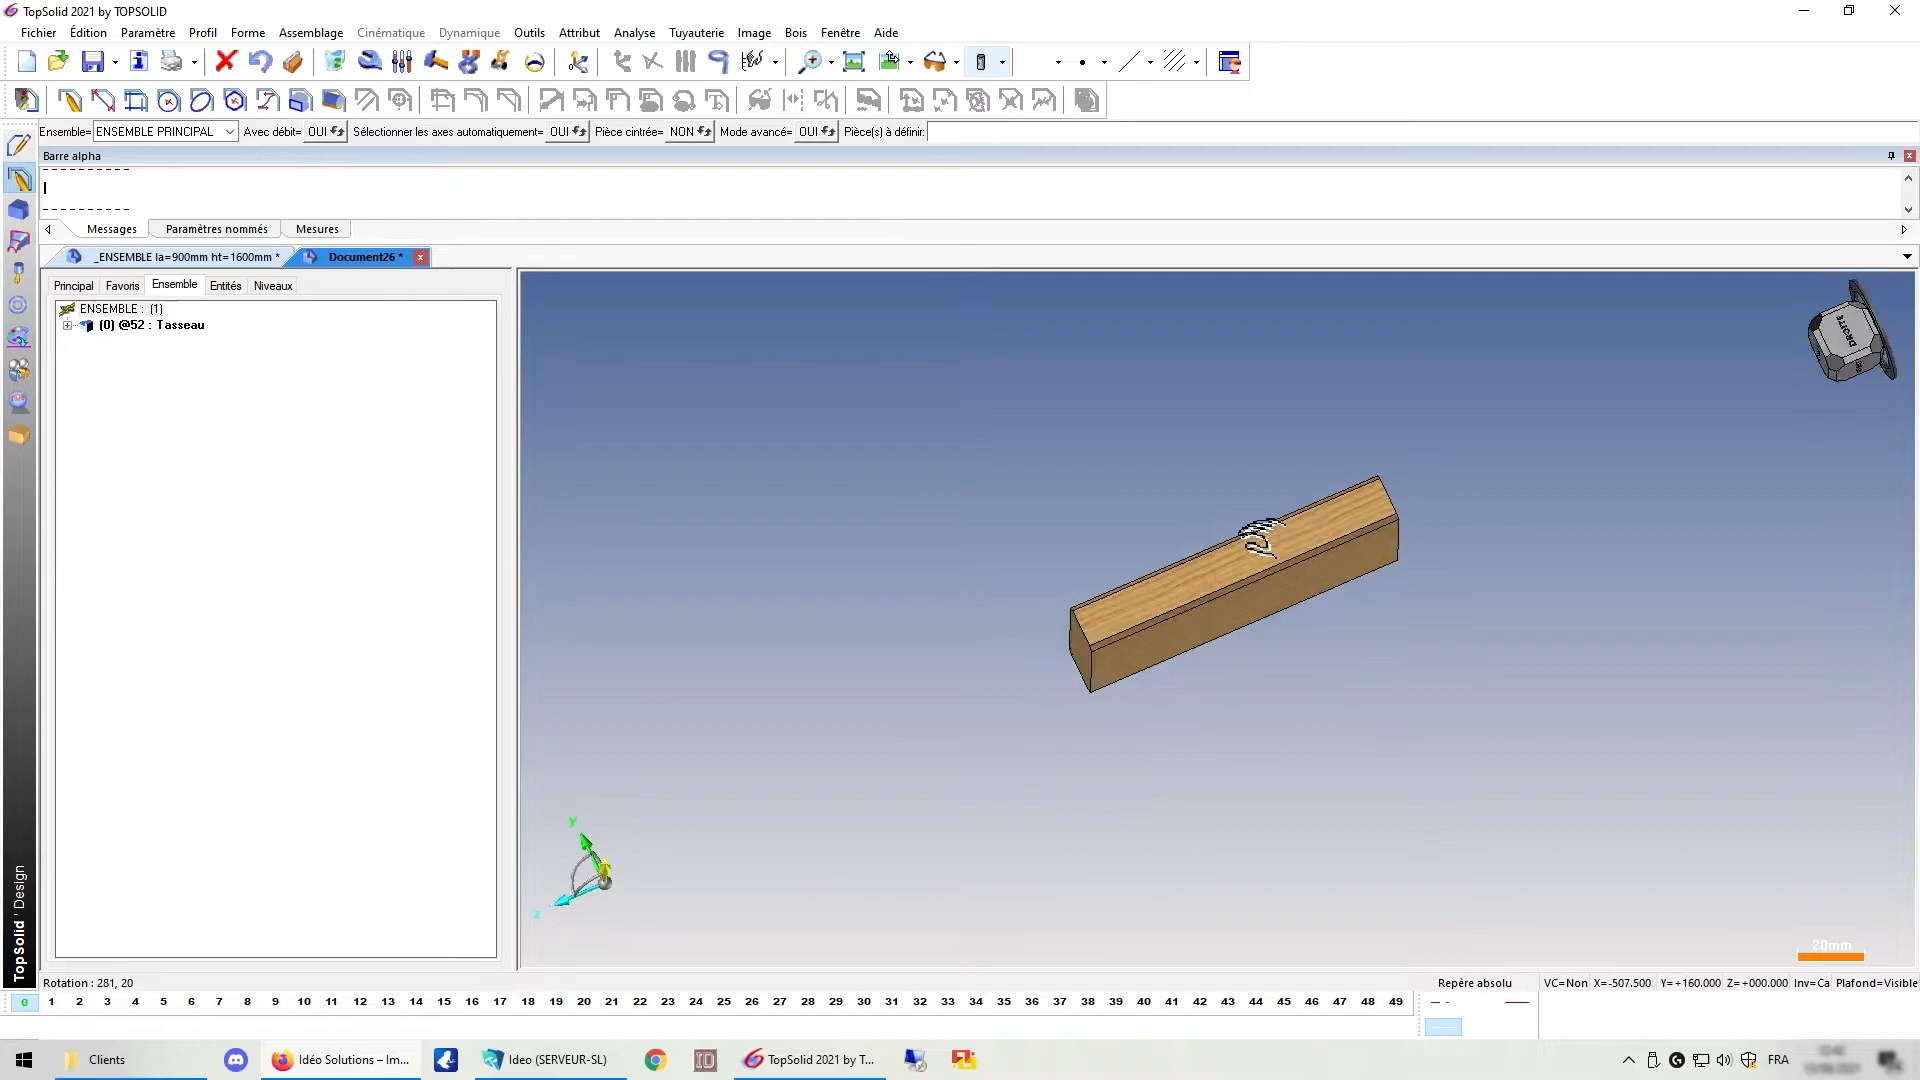 TopSolid 2021 by TOPSOLID
Fichier Édition Paramètre Profil Forme Assemblage Cinématique Dynamique Outils Attribut Analyse Tuyauterie Image Bois Fenêtre Aide
Ensemble= ENSEMBLE PRINCIPAL Avec débit= OUI Sélectionner les axes automatiquement= OUI Pièce cintrée= NON Mode avancé= OUI Pièce(s) à définir:
Barre alpha
----------
----------
Messages Paramètres nommés Mesures
_ENSEMBLE la=900mm ht=1600mm * Document26 *
Principal Favoris Ensemble Entités Niveaux
ENSEMBLE : (1)
(0) @52 : Tasseau
DROITE
y
z
20mm
TopSolid ' Design
Rotation : 281, 20 Repère absolu VC=Non X=-507.500 Y=+160.000 Z=+000.000 Inv=Ca Plafond=Visible
0 1 2 3 4 5 6 7 8 9 10 11 12 13 14 15 16 17 18 19 20 21 22 23 24 25 26 27 28 29 30 31 32 33 34 35 36 37 38 39 40 41 42 43 44 45 46 47 48 49
Clients Idéo Solutions – Im... Ideo (SERVEUR-SL) ID TopSolid 2021 by T... FRA